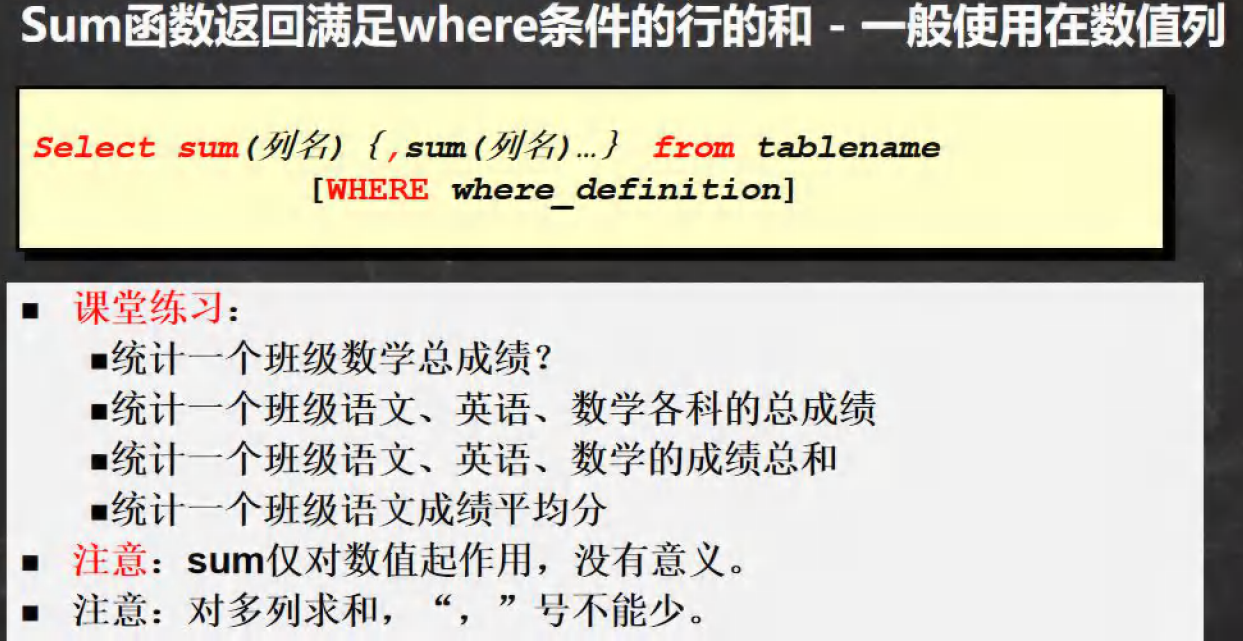 Sum函数返回满足where条件的行的和 - 一般使用在数值列
Select sum(列名) {,sum(列名)…} from tablename
[WHERE where_definition]
■ 课堂练习:
■统计一个班级数学总成绩?
■统计一个班级语文、英语、数学各科的总成绩
■统计一个班级语文、英语、数学的成绩总和
■统计一个班级语文成绩平均分
■ 注意:sum仅对数值起作用,没有意义。
■ 注意:对多列求和,“,”号不能少。